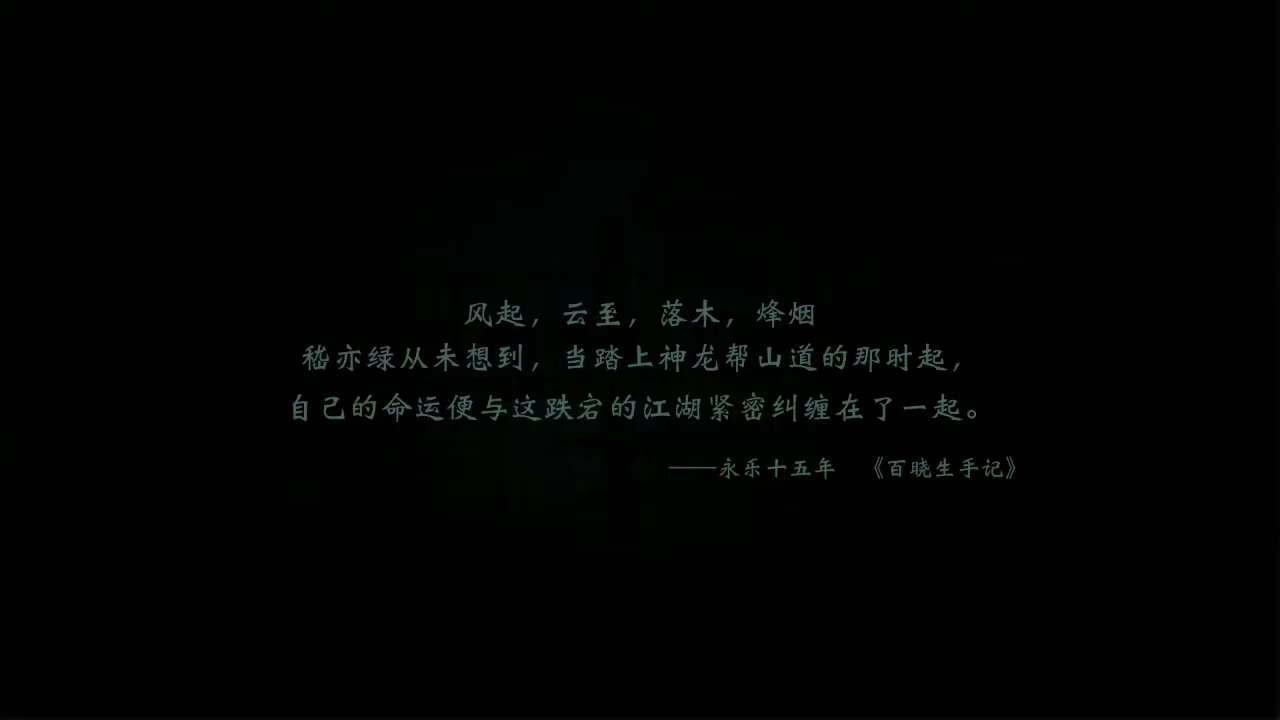 风起，云至，落木，烽烟
嵇亦绿从未想到，当踏上神龙帮山道的那时起，
自己的命运便与这跌宕的江湖紧密纠缠在了一起。
——永乐十五年　《百晓生手记》